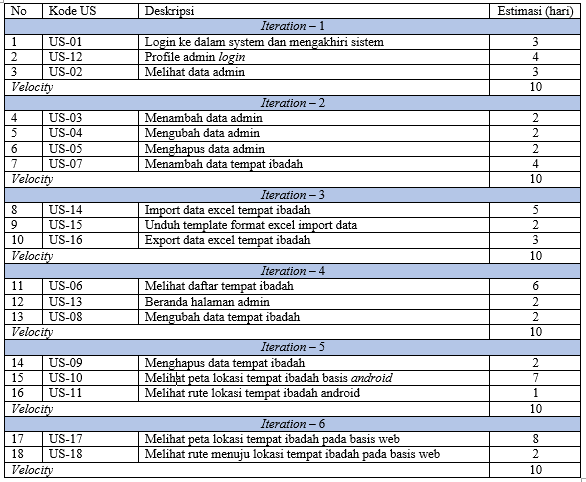 No Kode US Deskripsi Estimasi (hari)
Iteration – 1
1 US-01 Login ke dalam system dan mengakhiri sistem 3
2 US-12 Profile admin login 4
3 US-02 Melihat data admin 3
Velocity 10
Iteration – 2
4 US-03 Menambah data admin 2
5 US-04 Mengubah data admin 2
6 US-05 Menghapus data admin 2
7 US-07 Menambah data tempat ibadah 4
Velocity 10
Iteration – 3
8 US-14 Import data excel tempat ibadah 5
9 US-15 Unduh template format excel import data 2
10 US-16 Export data excel tempat ibadah 3
Velocity 10
Iteration – 4
11 US-06 Melihat daftar tempat ibadah 6
12 US-13 Beranda halaman admin 2
13 US-08 Mengubah data tempat ibadah 2
Velocity 10
Iteration – 5
14 US-09 Menghapus data tempat ibadah 2
15 US-10 Melihat peta lokasi tempat ibadah basis android 7
16 US-11 Melihat rute lokasi tempat ibadah android 1
Velocity 10
Iteration – 6
17 US-17 Melihat peta lokasi tempat ibadah pada basis web 8
18 US-18 Melihat rute menuju lokasi tempat ibadah pada basis web 2
Velocity 10